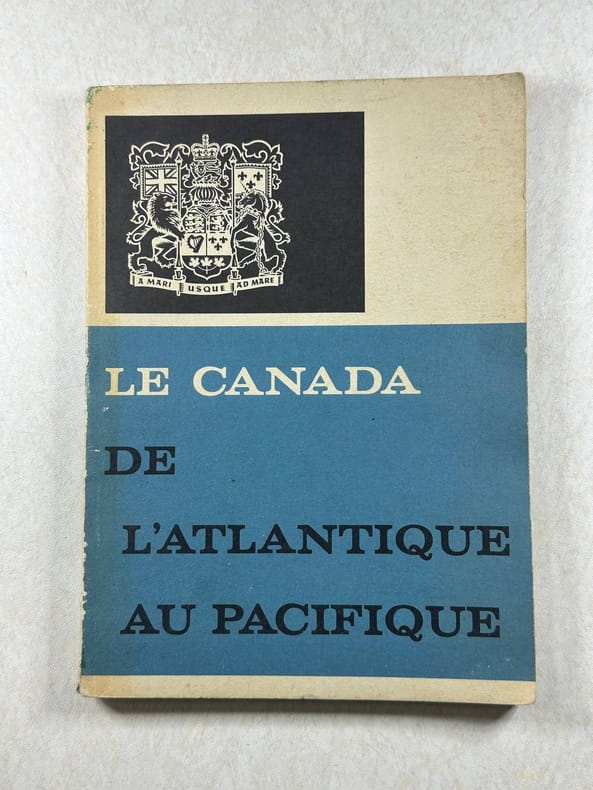 A MARI USQUE AD MARE
LE CANADA
DE
L'ATLANTIQUE
AU PACIFIQUE